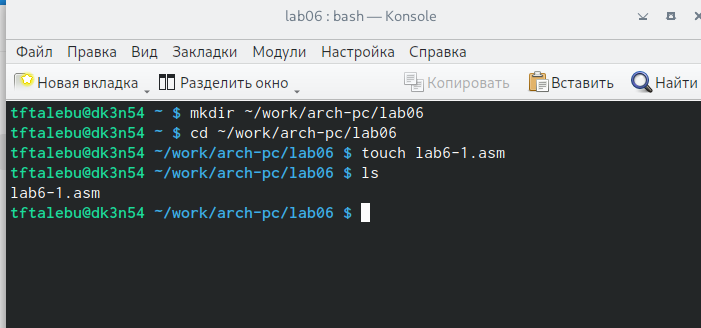 lab06 : bash — Konsole
Файл Правка Вид Закладки Модули Настройка Справка
Новая вкладка Разделить окно Копировать Вставить Найти
tftalebu@dk3n54 ~ $ mkdir ~/work/arch-pc/lab06
tftalebu@dk3n54 ~ $ cd ~/work/arch-pc/lab06
tftalebu@dk3n54 ~/work/arch-pc/lab06 $ touch lab6-1.asm
tftalebu@dk3n54 ~/work/arch-pc/lab06 $ ls
lab6-1.asm
tftalebu@dk3n54 ~/work/arch-pc/lab06 $